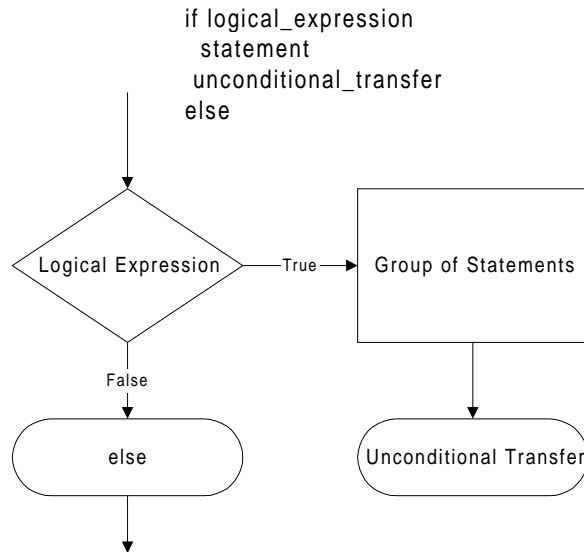 if logical_expression
statement
unconditional_transfer
else
Logical Expression
True
Group of Statements
False
else
Unconditional Transfer